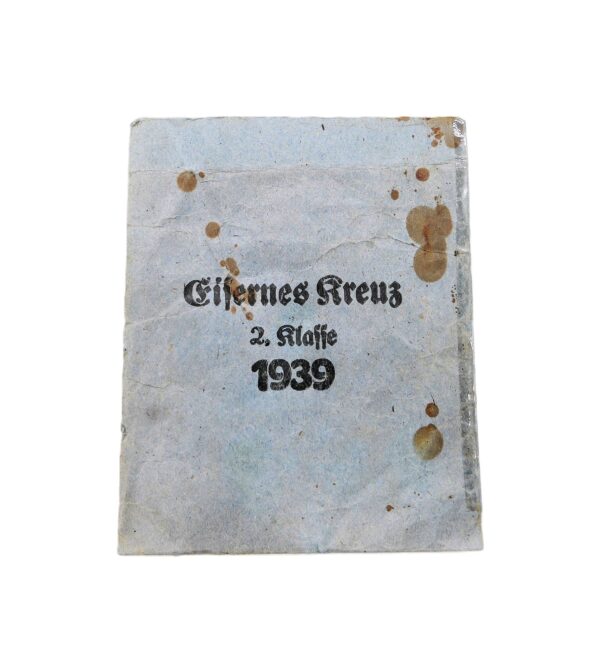 Eisernes Kreuz
2. Klasse
1939